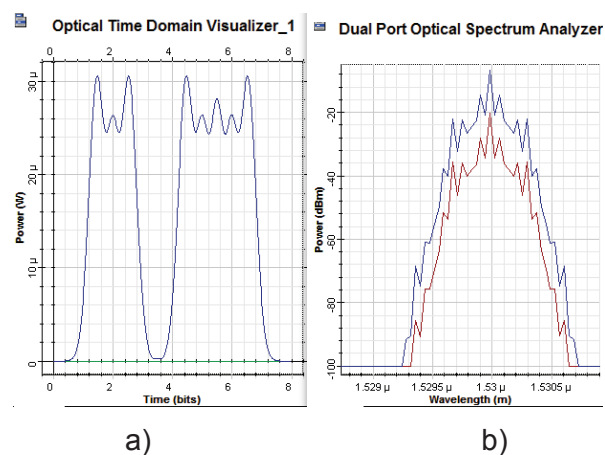 Optical Time Domain Visualizer_1
0 2 4 6 8
Power (W)
30 µ
20 µ
10 µ
0
0 2 4 6 8
Time (bits)
a)
Dual Port Optical Spectrum Analyzer
Power (dBm)
-20
-40
-60
-80
-100
1.529 µ 1.5295 µ 1.53 µ 1.5305 µ
Wavelength (m)
b)